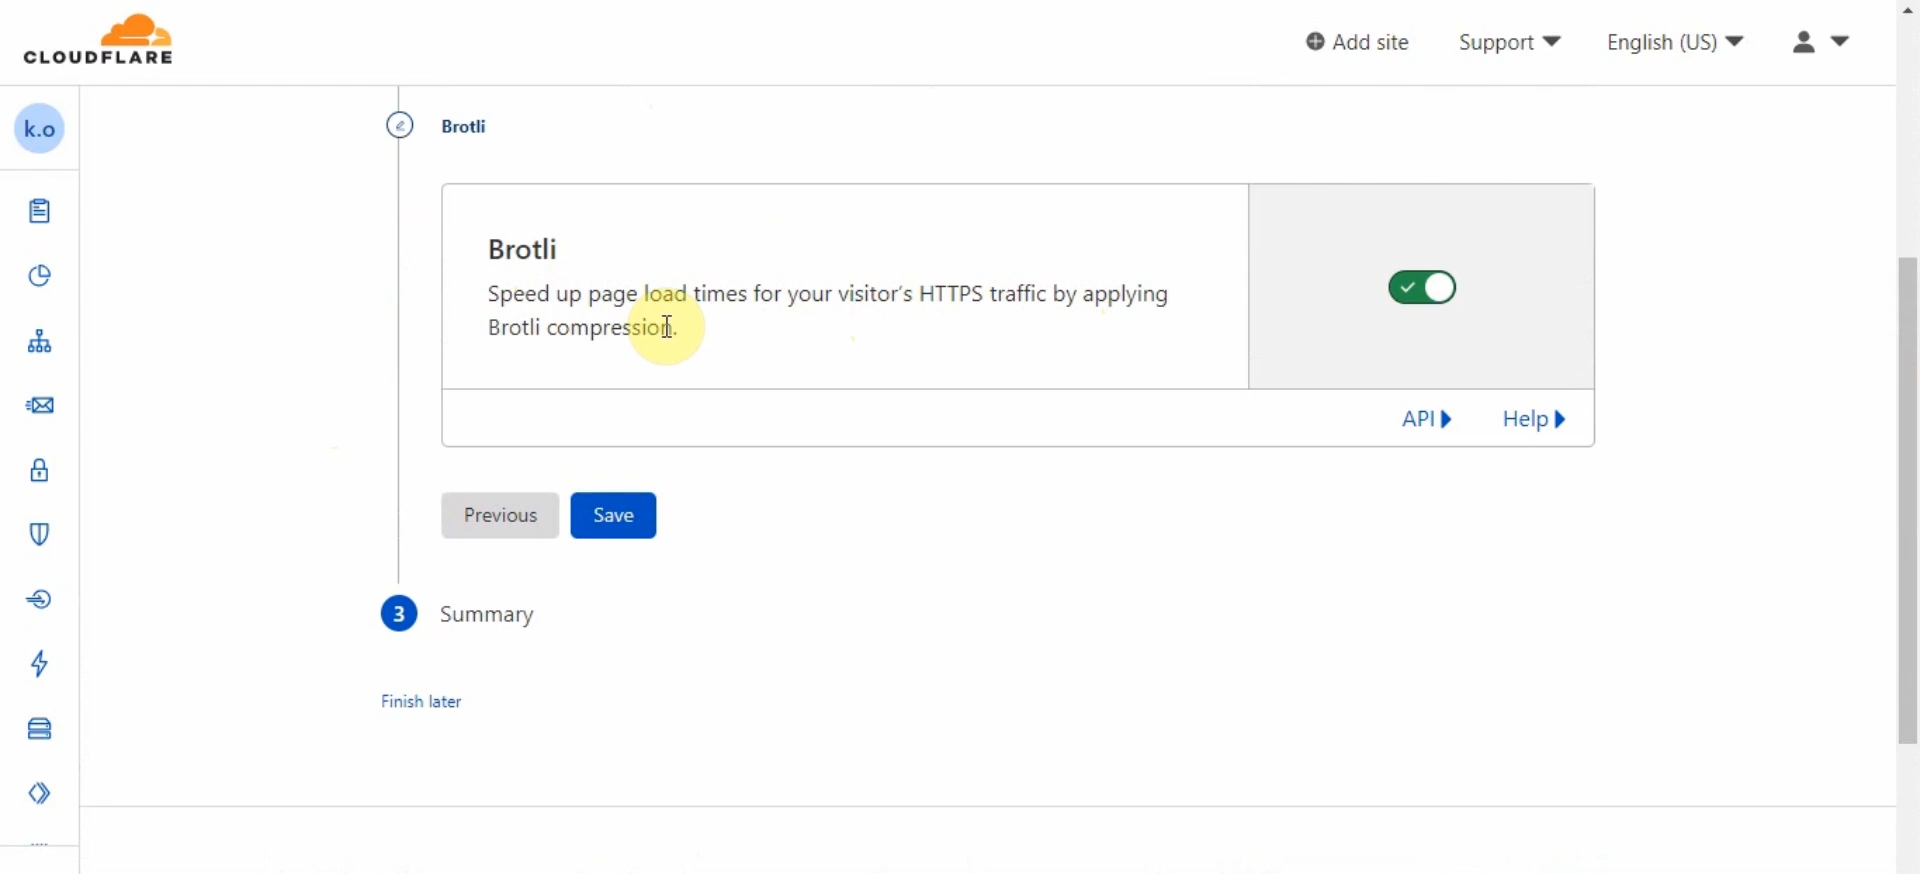 CLOUDFLARE
Add site
Support
English (US)
k.o
Brotli
Brotli
Speed up page load times for your visitor's HTTPS traffic by applying
Brotli compression.
API
Help
Previous
Save
3
Summary
Finish later